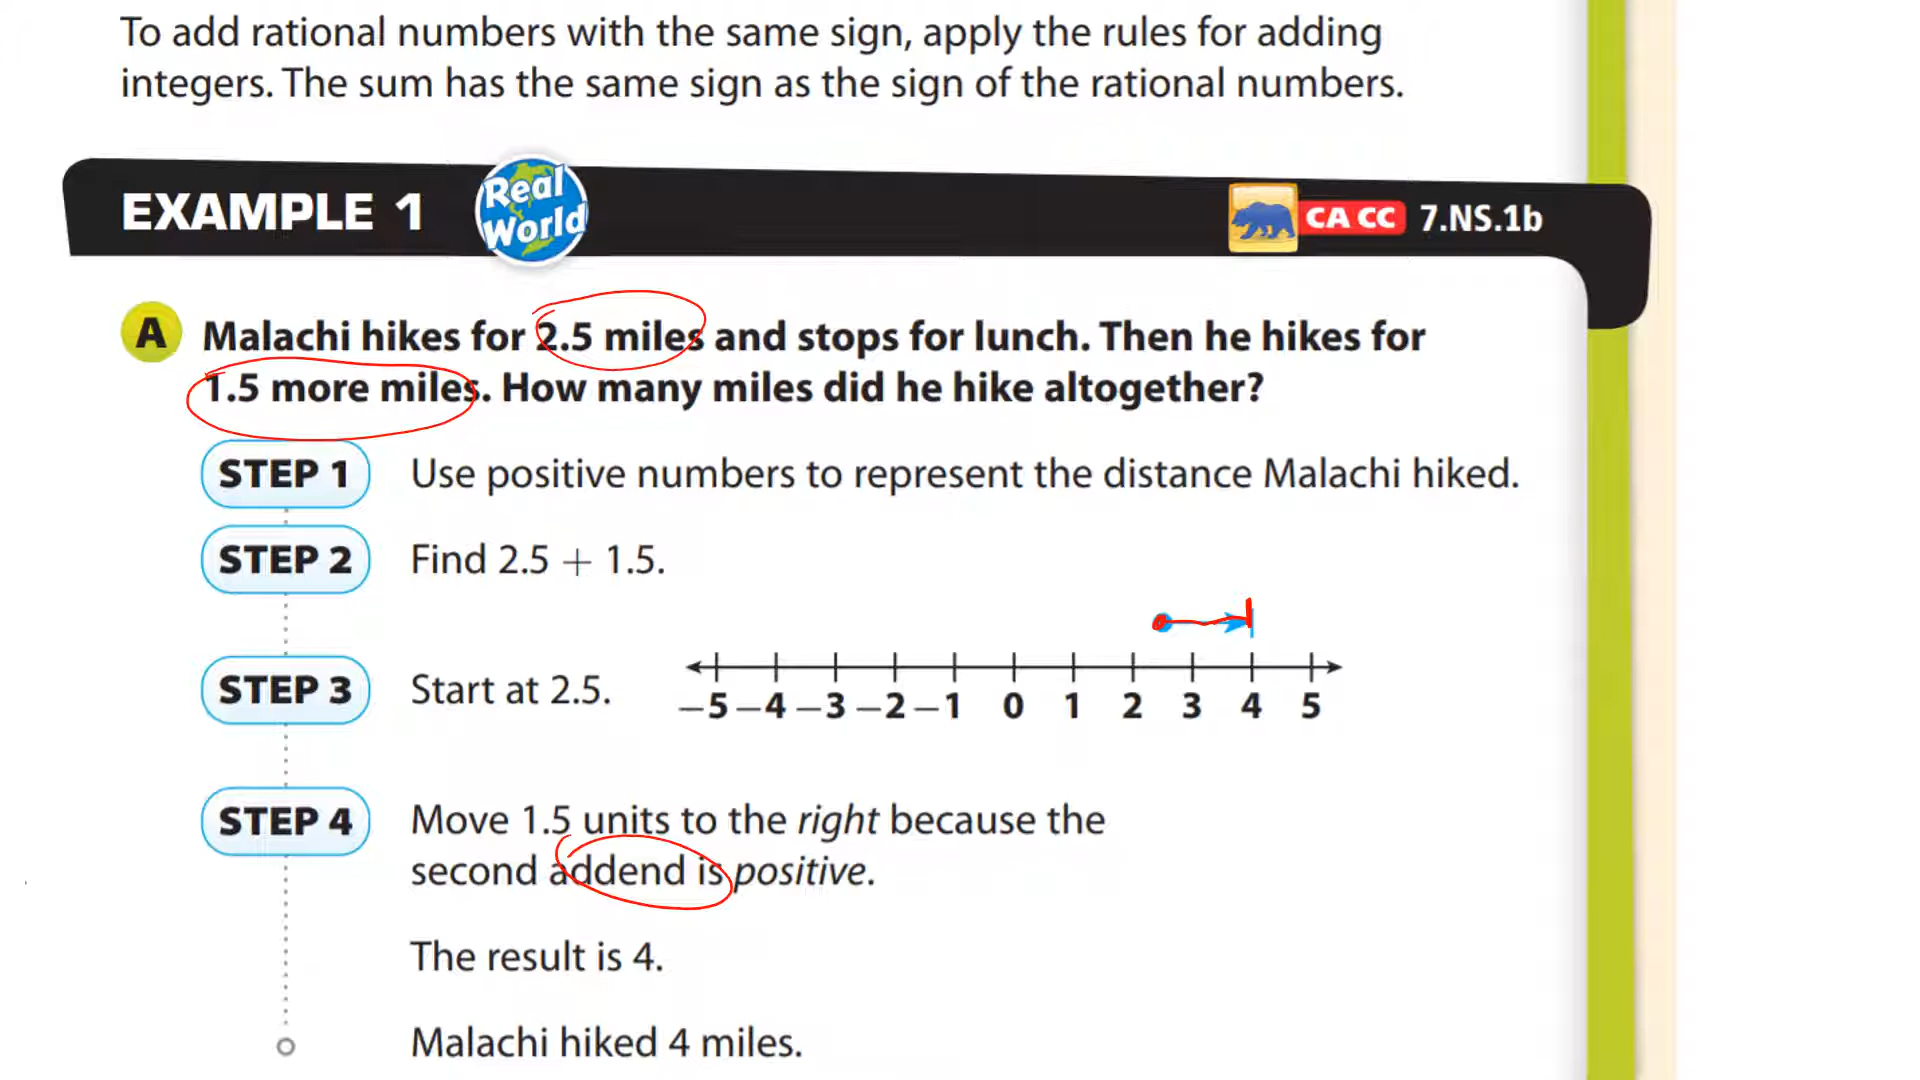 To add rational numbers with the same sign, apply the rules for adding
integers. The sum has the same sign as the sign of the rational numbers.
EXAMPLE 1
Real
World
CA CC 7.NS.1b
A Malachi hikes for 2.5 miles and stops for lunch. Then he hikes for
1.5 more miles. How many miles did he hike altogether?
STEP 1 Use positive numbers to represent the distance Malachi hiked.
STEP 2 Find 2.5 + 1.5.
STEP 3 Start at 2.5.
−5 −4 −3 −2 −1 0 1 2 3 4 5
STEP 4 Move 1.5 units to the right because the
second addend is positive.
The result is 4.
Malachi hiked 4 miles.